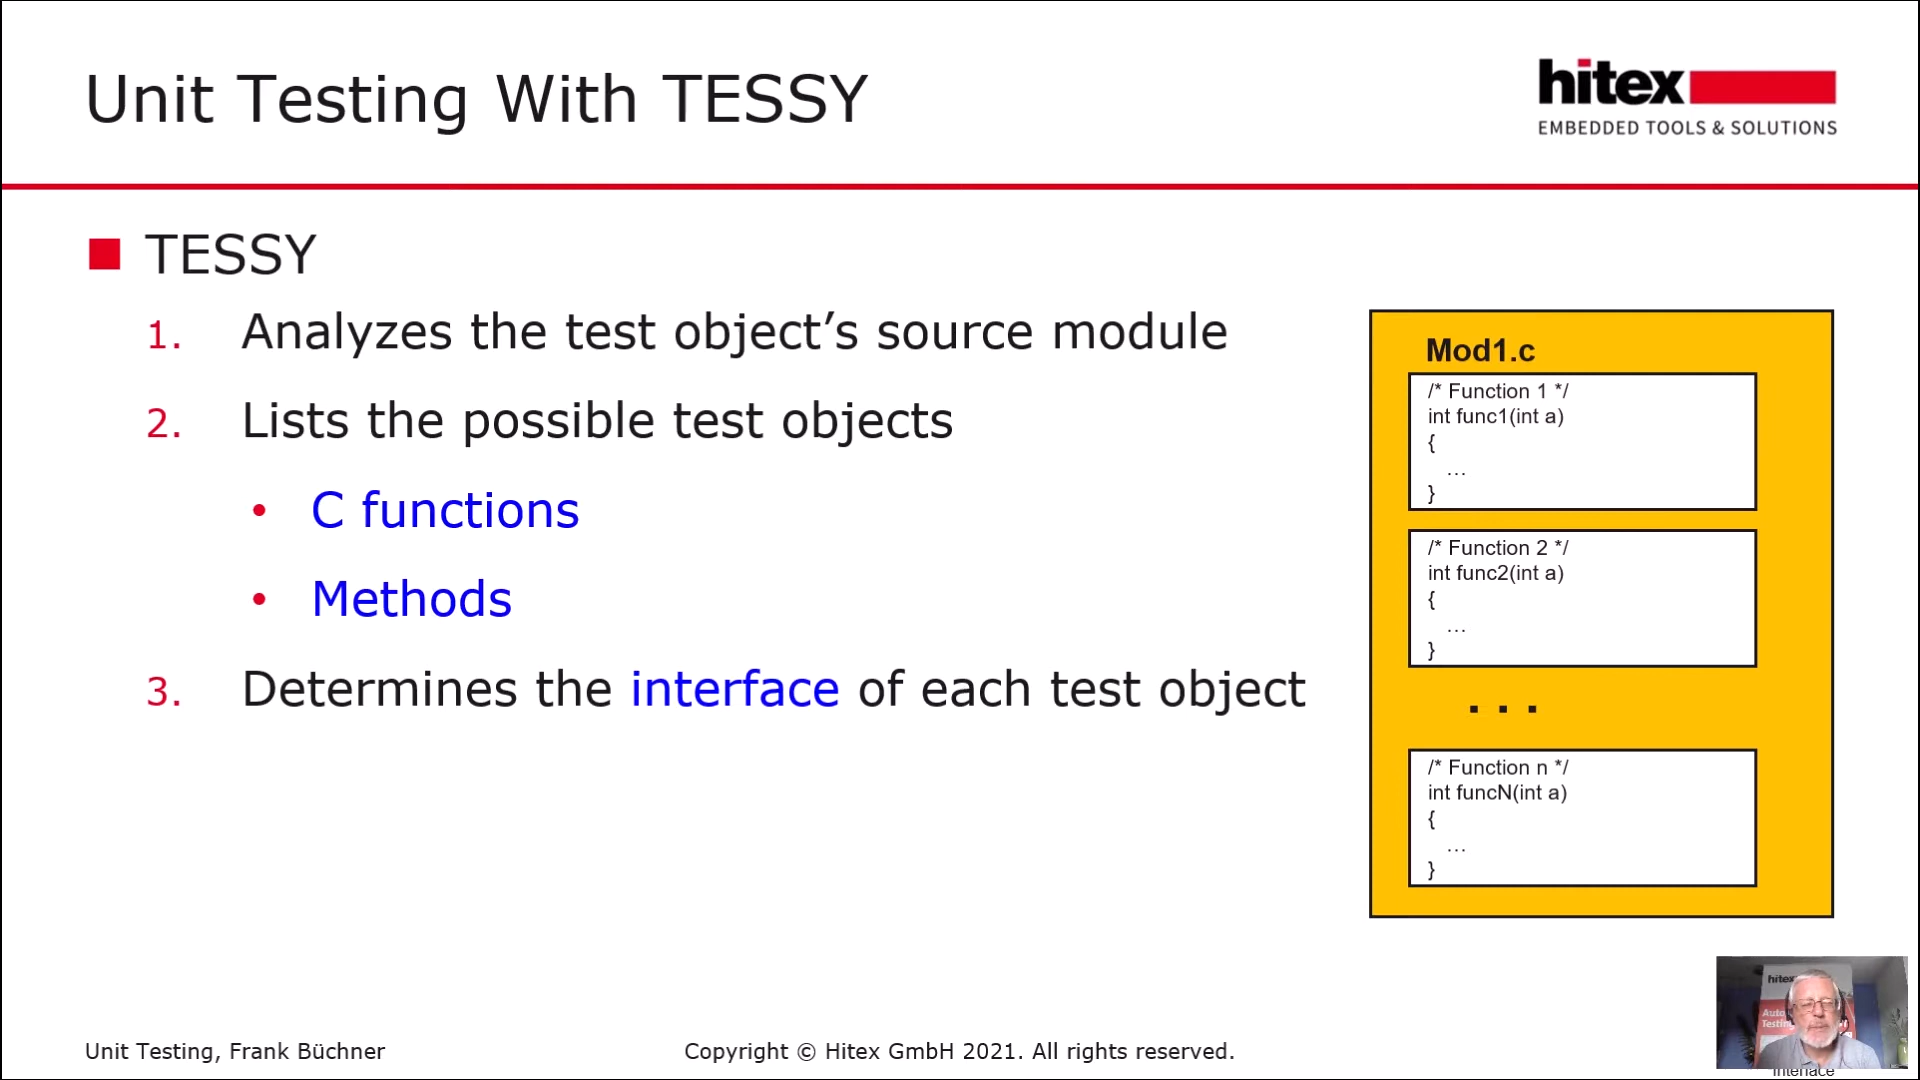 Unit Testing With TESSY
hitex
EMBEDDED TOOLS & SOLUTIONS
TESSY
1. Analyzes the test object’s source module
2. Lists the possible test objects
• C functions
• Methods
3. Determines the interface of each test object
Mod1.c
/* Function 1 */
int func1(int a)
{
...
}
/* Function 2 */
int func2(int a)
{
...
}
. . .
/* Function n */
int funcN(int a)
{
...
}
hitex
Unit Testing, Frank Büchner
Copyright © Hitex GmbH 2021. All rights reserved.